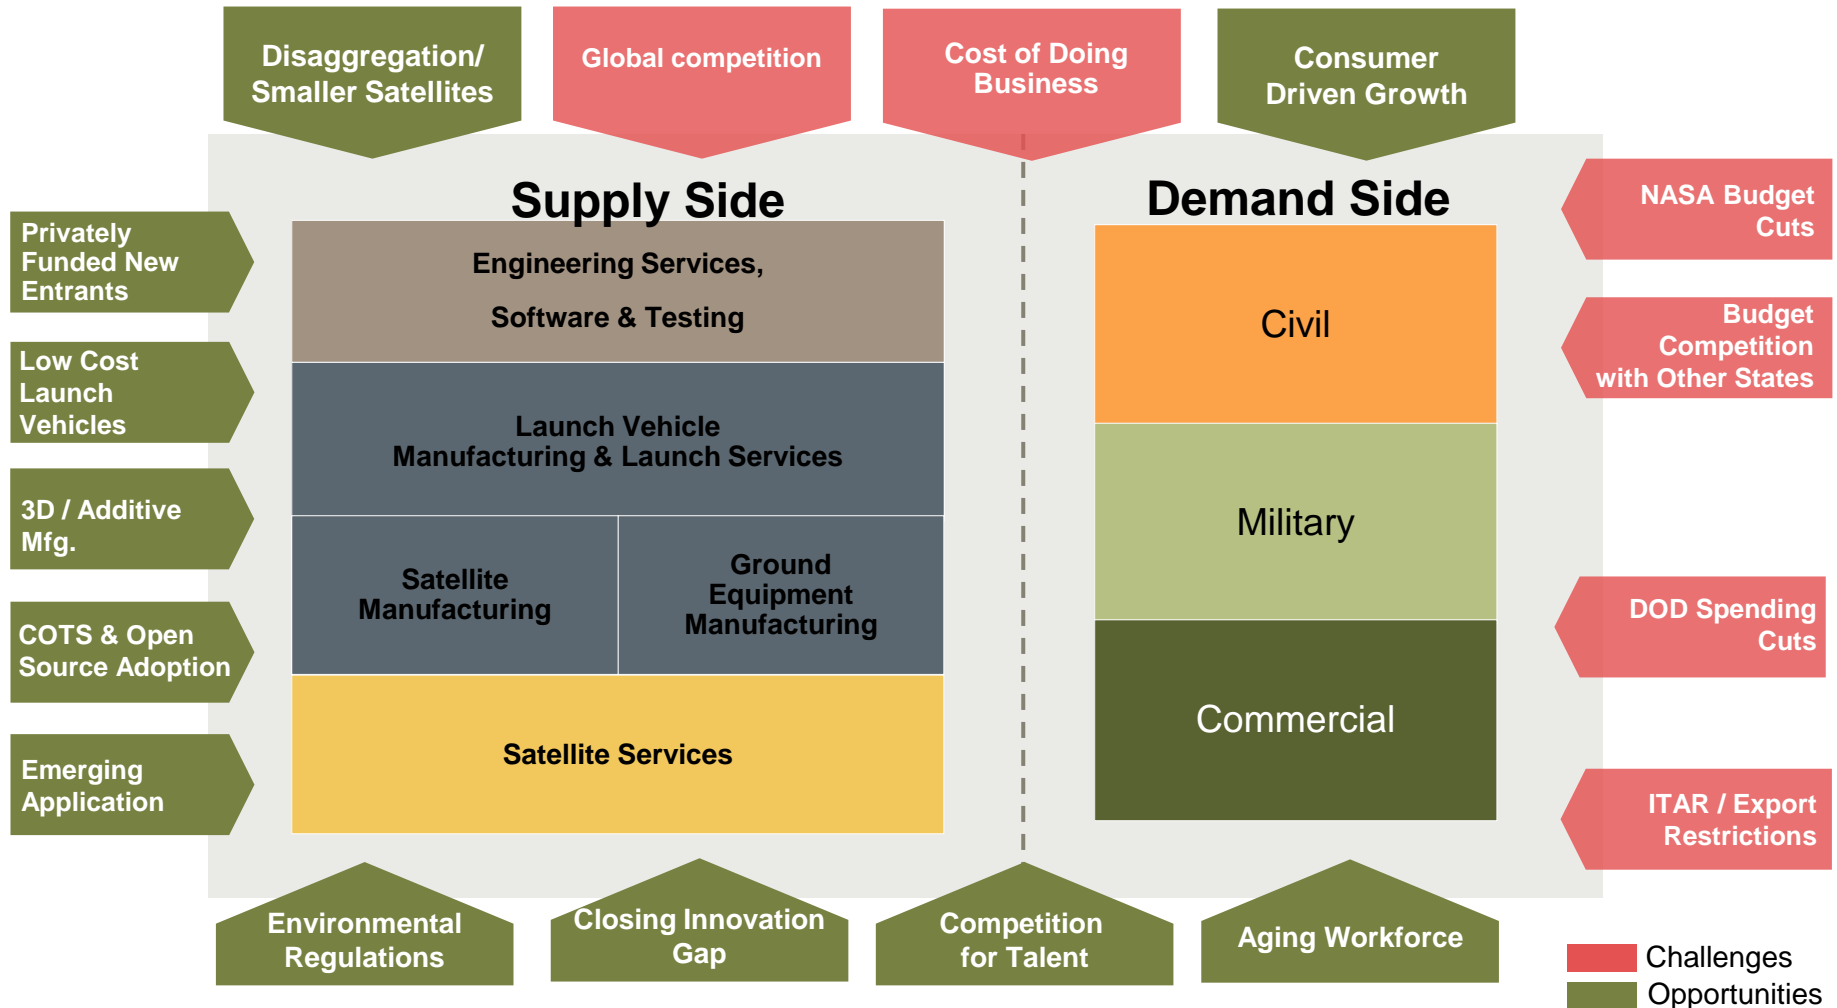 Disaggregation/
Smaller Satellites
Global competition
Cost of Doing
Business
Consumer
Driven Growth
Supply Side
Demand Side
Privately
Funded New
Entrants
Low Cost
Launch
Vehicles
3D / Additive
Mfg.
COTS & Open
Source Adoption
Emerging
Application
Engineering Services,
Software & Testing
Launch Vehicle
Manufacturing & Launch Services
Satellite
Manufacturing
Ground
Equipment
Manufacturing
Satellite Services
Civil
Military
Commercial
NASA Budget
Cuts
Budget
Competition
with Other States
DOD Spending
Cuts
ITAR / Export
Restrictions
Environmental
Regulations
Closing Innovation
Gap
Competition
for Talent
Aging Workforce
Challenges
Opportunities